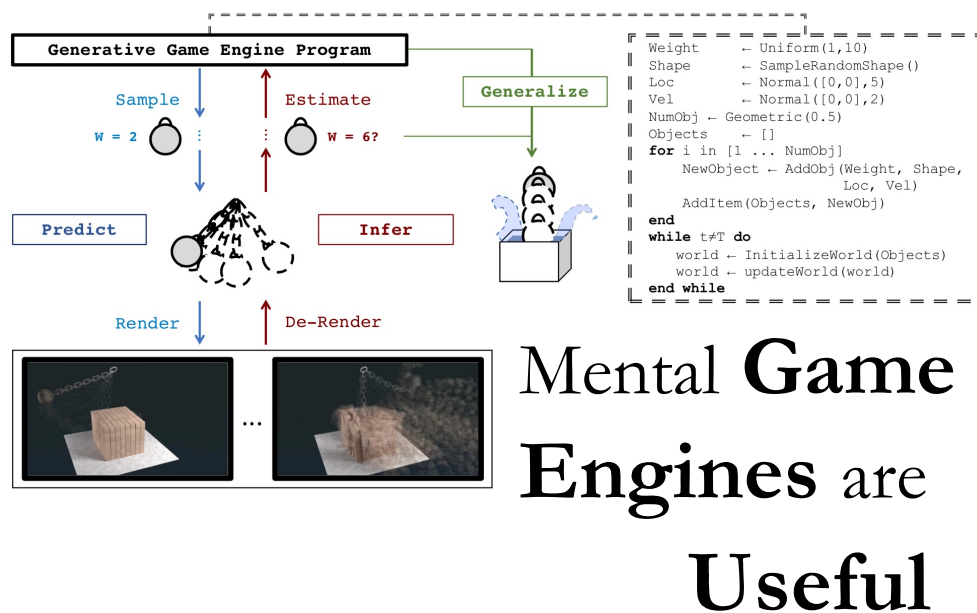 Generative Game Engine Program
Sample
Estimate
W = 2
W = 6?
Generalize
Predict
Infer
Render
De-Render
...
Weight ← Uniform(1,10)
Shape ← SampleRandomShape()
Loc ← Normal([0,0],5)
Vel ← Normal([0,0],2)
NumObj ← Geometric(0.5)
Objects ← []
for i in [1 ... NumObj]
NewObject ← AddObj(Weight, Shape,
Loc, Vel)
AddItem(Objects, NewObj)
end
while t≠T do
world ← InitializeWorld(Objects)
world ← updateWorld(world)
end while
Mental Game
Engines are
Useful